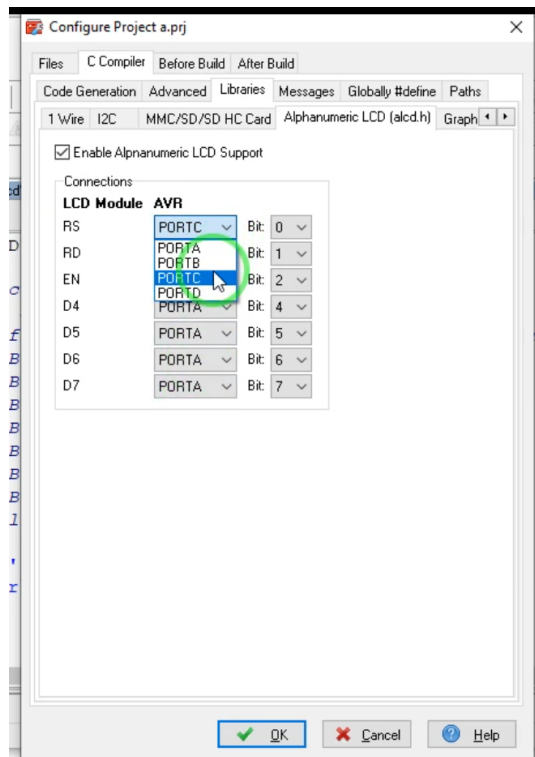 Configure Project a.prj
Files C Compiler Before Build After Build
Code Generation Advanced Libraries Messages Globally #define Paths
1 Wire I2C MMC/SD/SD HC Card Alphanumeric LCD (alcd.h) Graph
Enable Alpnanumeric LCD Support
Connections
LCD Module AVR
RS PORTC Bit: 0
RD PORTA Bit: 1
PORTB
EN PORTC Bit: 2
PORTD
D4 PORTA Bit: 4
D5 PORTA Bit: 5
D6 PORTA Bit: 6
D7 PORTA Bit: 7
OK Cancel Help
D
c
f
B
B
B
B
B
B
B
l
'
r